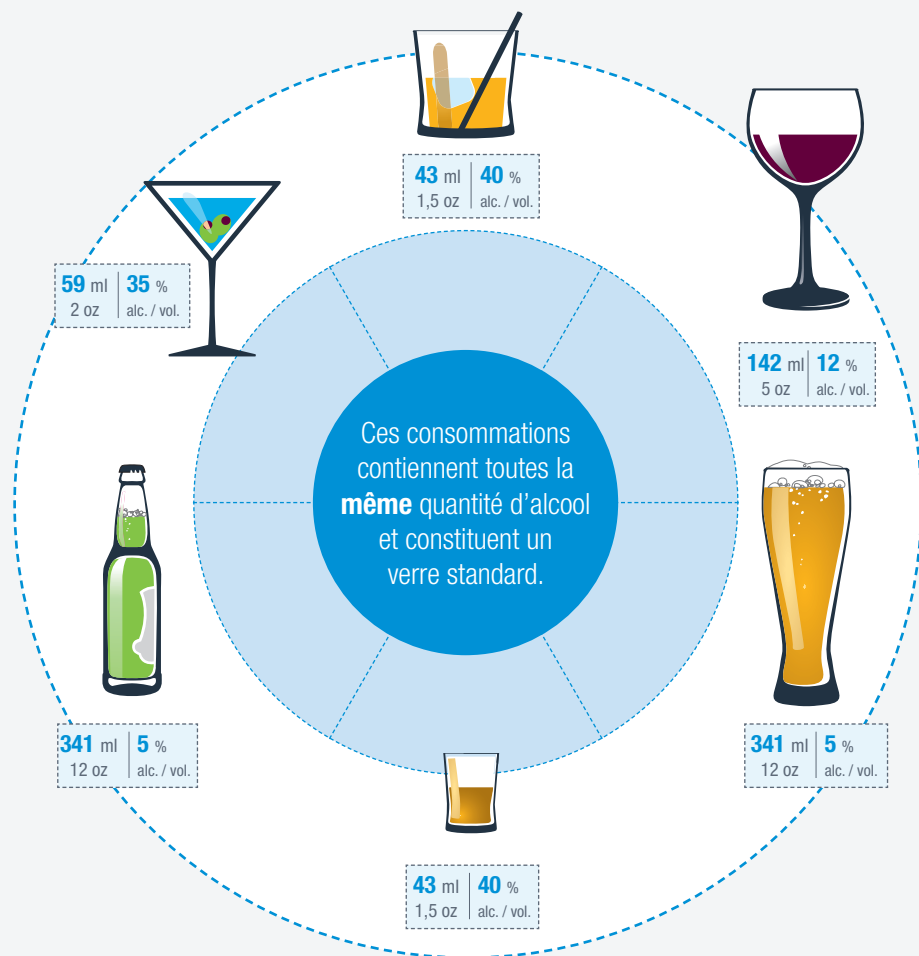 43 ml 40 %
1,5 oz alc. / vol.
59 ml 35 %
2 oz alc. / vol.
142 ml 12 %
5 oz alc. / vol.
Ces consommations
contiennent toutes la
même quantité d’alcool
et constituent un
verre standard.
341 ml 5 %
12 oz alc. / vol.
341 ml 5 %
12 oz alc. / vol.
43 ml 40 %
1,5 oz alc. / vol.